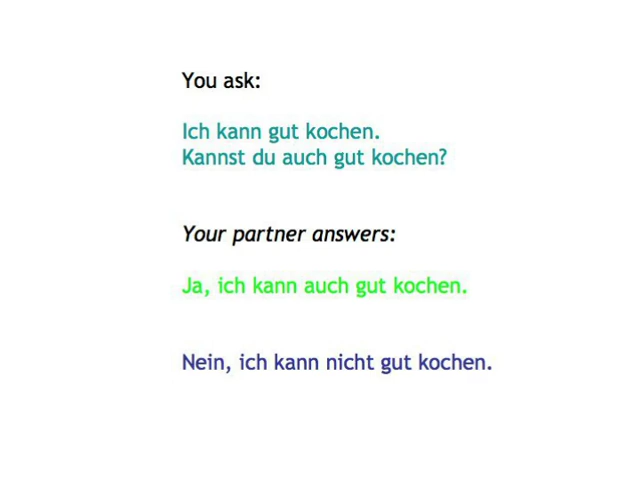 You ask:
Ich kann gut kochen.
Kannst du auch gut kochen?
Your partner answers:
Ja, ich kann auch gut kochen.
Nein, ich kann nicht gut kochen.